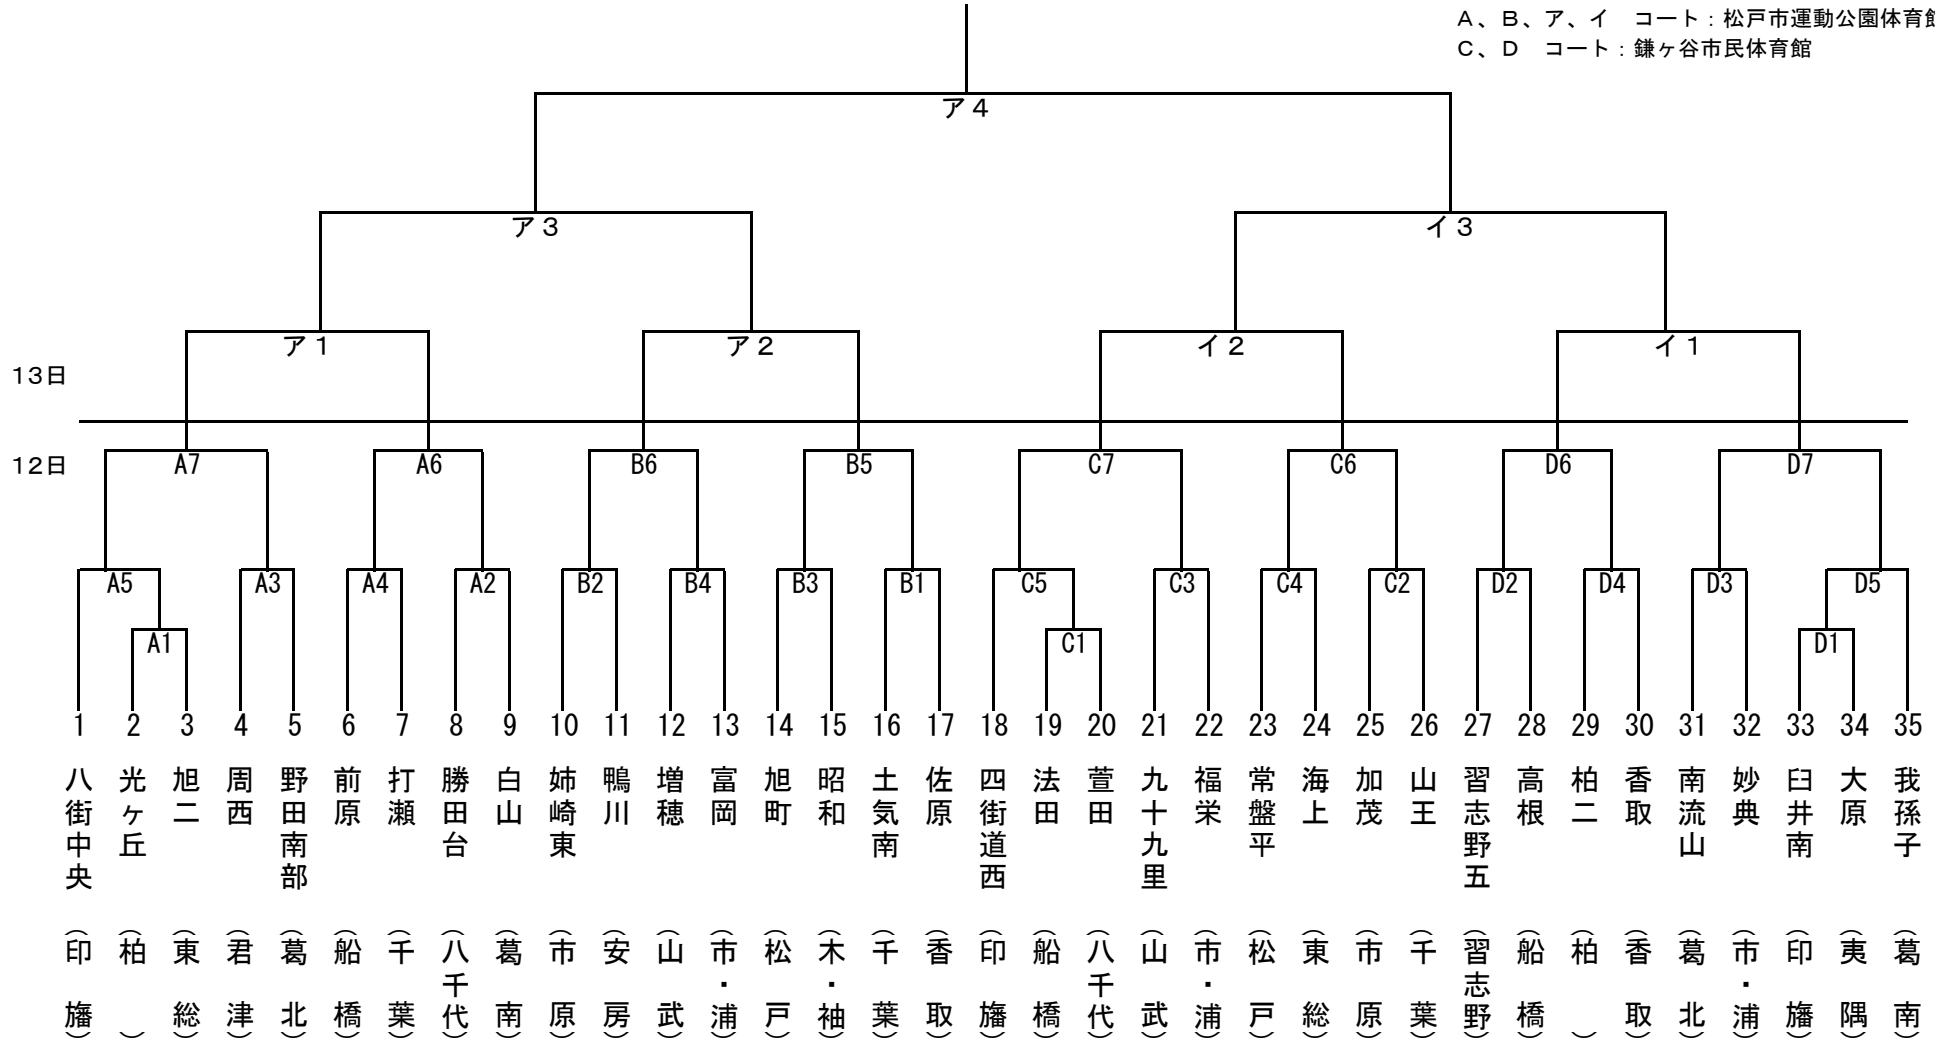 A、B、ア、イ　コート：松戸市運動公園体育館
C、D　コート：鎌ヶ谷市民体育館
ア４
ア３ イ３
ア１ ア２ イ２ イ１
13日
12日
A7 A6 B6 B5 C7 C6 D6 D7
A5 A3 A4 A2 B2 B4 B3 B1 C5 C3 C4 C2 D2 D4 D3 D5
A1 C1 D1
1 2 3 4 5 6 7 8 9 10 11 12 13 14 15 16 17 18 19 20 21 22 23 24 25 26 27 28 29 30 31 32 33 34 35
八街中央（印旛）
光ヶ丘（柏）
旭二（東総）
周西（君津）
野田南部（葛北）
前原（船橋）
打瀬（千葉）
勝田台（八千代）
白山（葛南）
姉崎東（市原）
鴨川（安房）
増穂（山武）
富岡（市・浦）
旭町（松戸）
昭和（木・袖）
土気南（千葉）
佐原（香取）
四街道西（印旛）
法田（船橋）
萱田（八千代）
九十九里（山武）
福栄（市・浦）
常盤平（松戸）
海上（東総）
加茂（市原）
山王（千葉）
習志野五（習志野）
高根（船橋）
柏二（柏）
香取（香取）
南流山（葛北）
妙典（市・浦）
臼井南（印旛）
大原（夷隅）
我孫子（葛南）